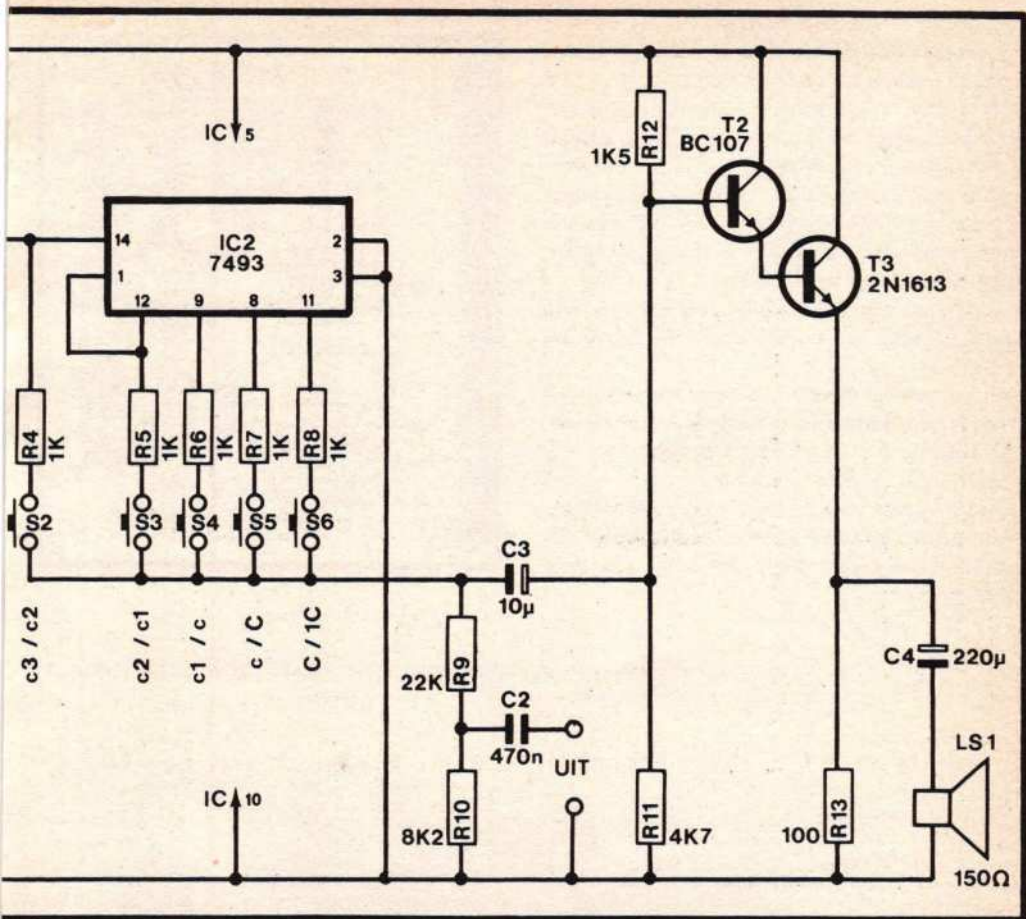 IC 5
R12
1K5
T2
BC107
14
1
IC2
7493
2
3
12
9
8
11
T3
2N1613
R4
1K
R5
1K
R6
1K
R7
1K
R8
1K
S2
S3
S4
S5
S6
c3 / c2
c2 / c1
c1 / c
c / C
C / 1C
C3
10µ
R9
22K
C2
470n
UIT
C4
220µ
LS1
150Ω
IC 10
R10
8K2
R11
4K7
R13
100